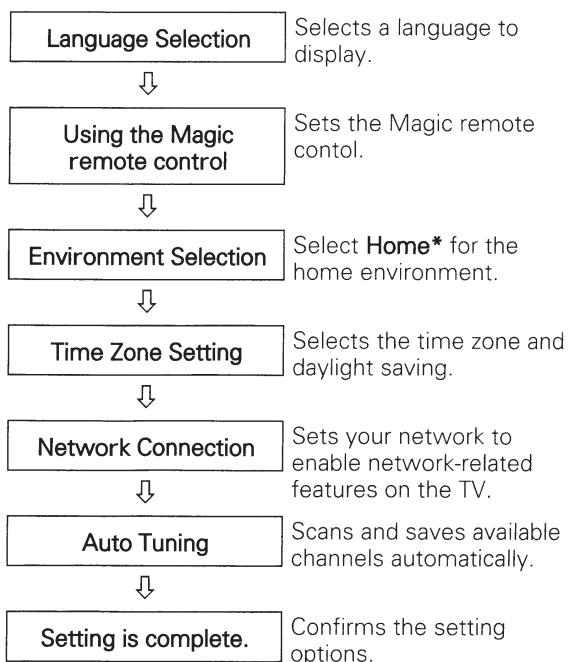 Language Selection
Selects a language to
display.
Using the Magic
remote control
Sets the Magic remote
contol.
Environment Selection
Select Home* for the
home environment.
Time Zone Setting
Selects the time zone and
daylight saving.
Network Connection
Sets your network to
enable network-related
features on the TV.
Auto Tuning
Scans and saves available
channels automatically.
Setting is complete.
Confirms the setting
options.